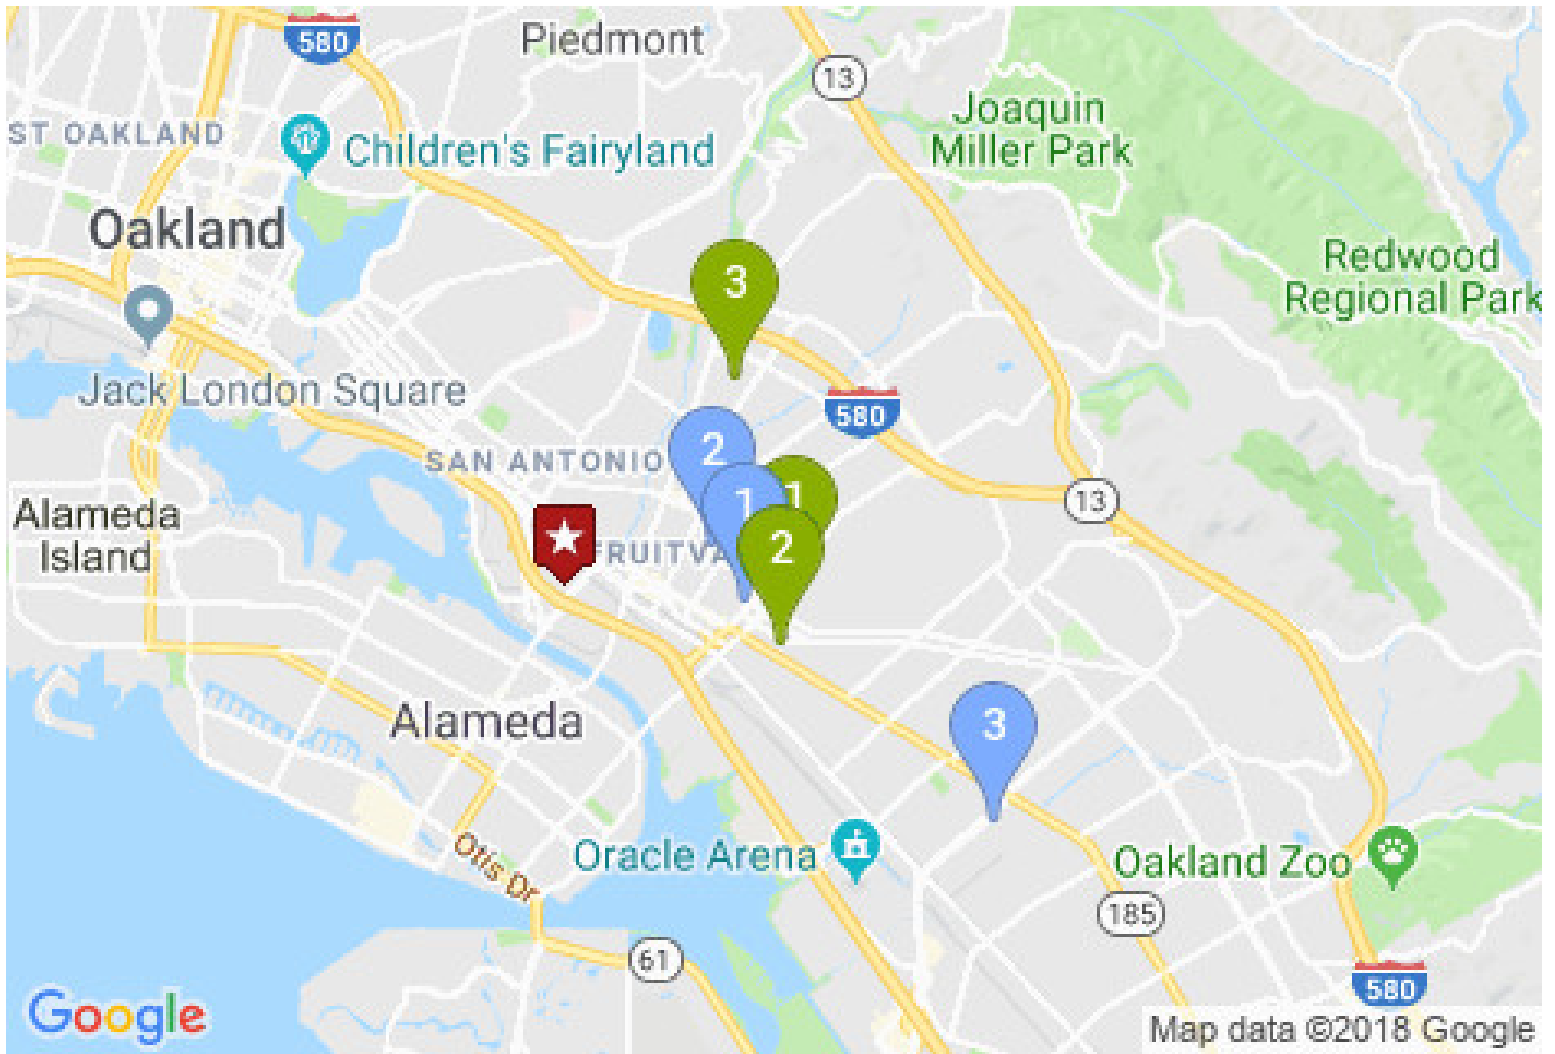 580
Piedmont
13
Joaquin
Miller Park
ST OAKLAND
Children's Fairyland
Oakland
Redwood
Regional Park
3
Jack London Square
580
2
SAN ANTONIO
1
1
13
Alameda
Island
FRUITVA
2
Alameda
3
Otis Dr
Oracle Arena
Oakland Zoo
185
61
580
Google
Map data ©2018 Google